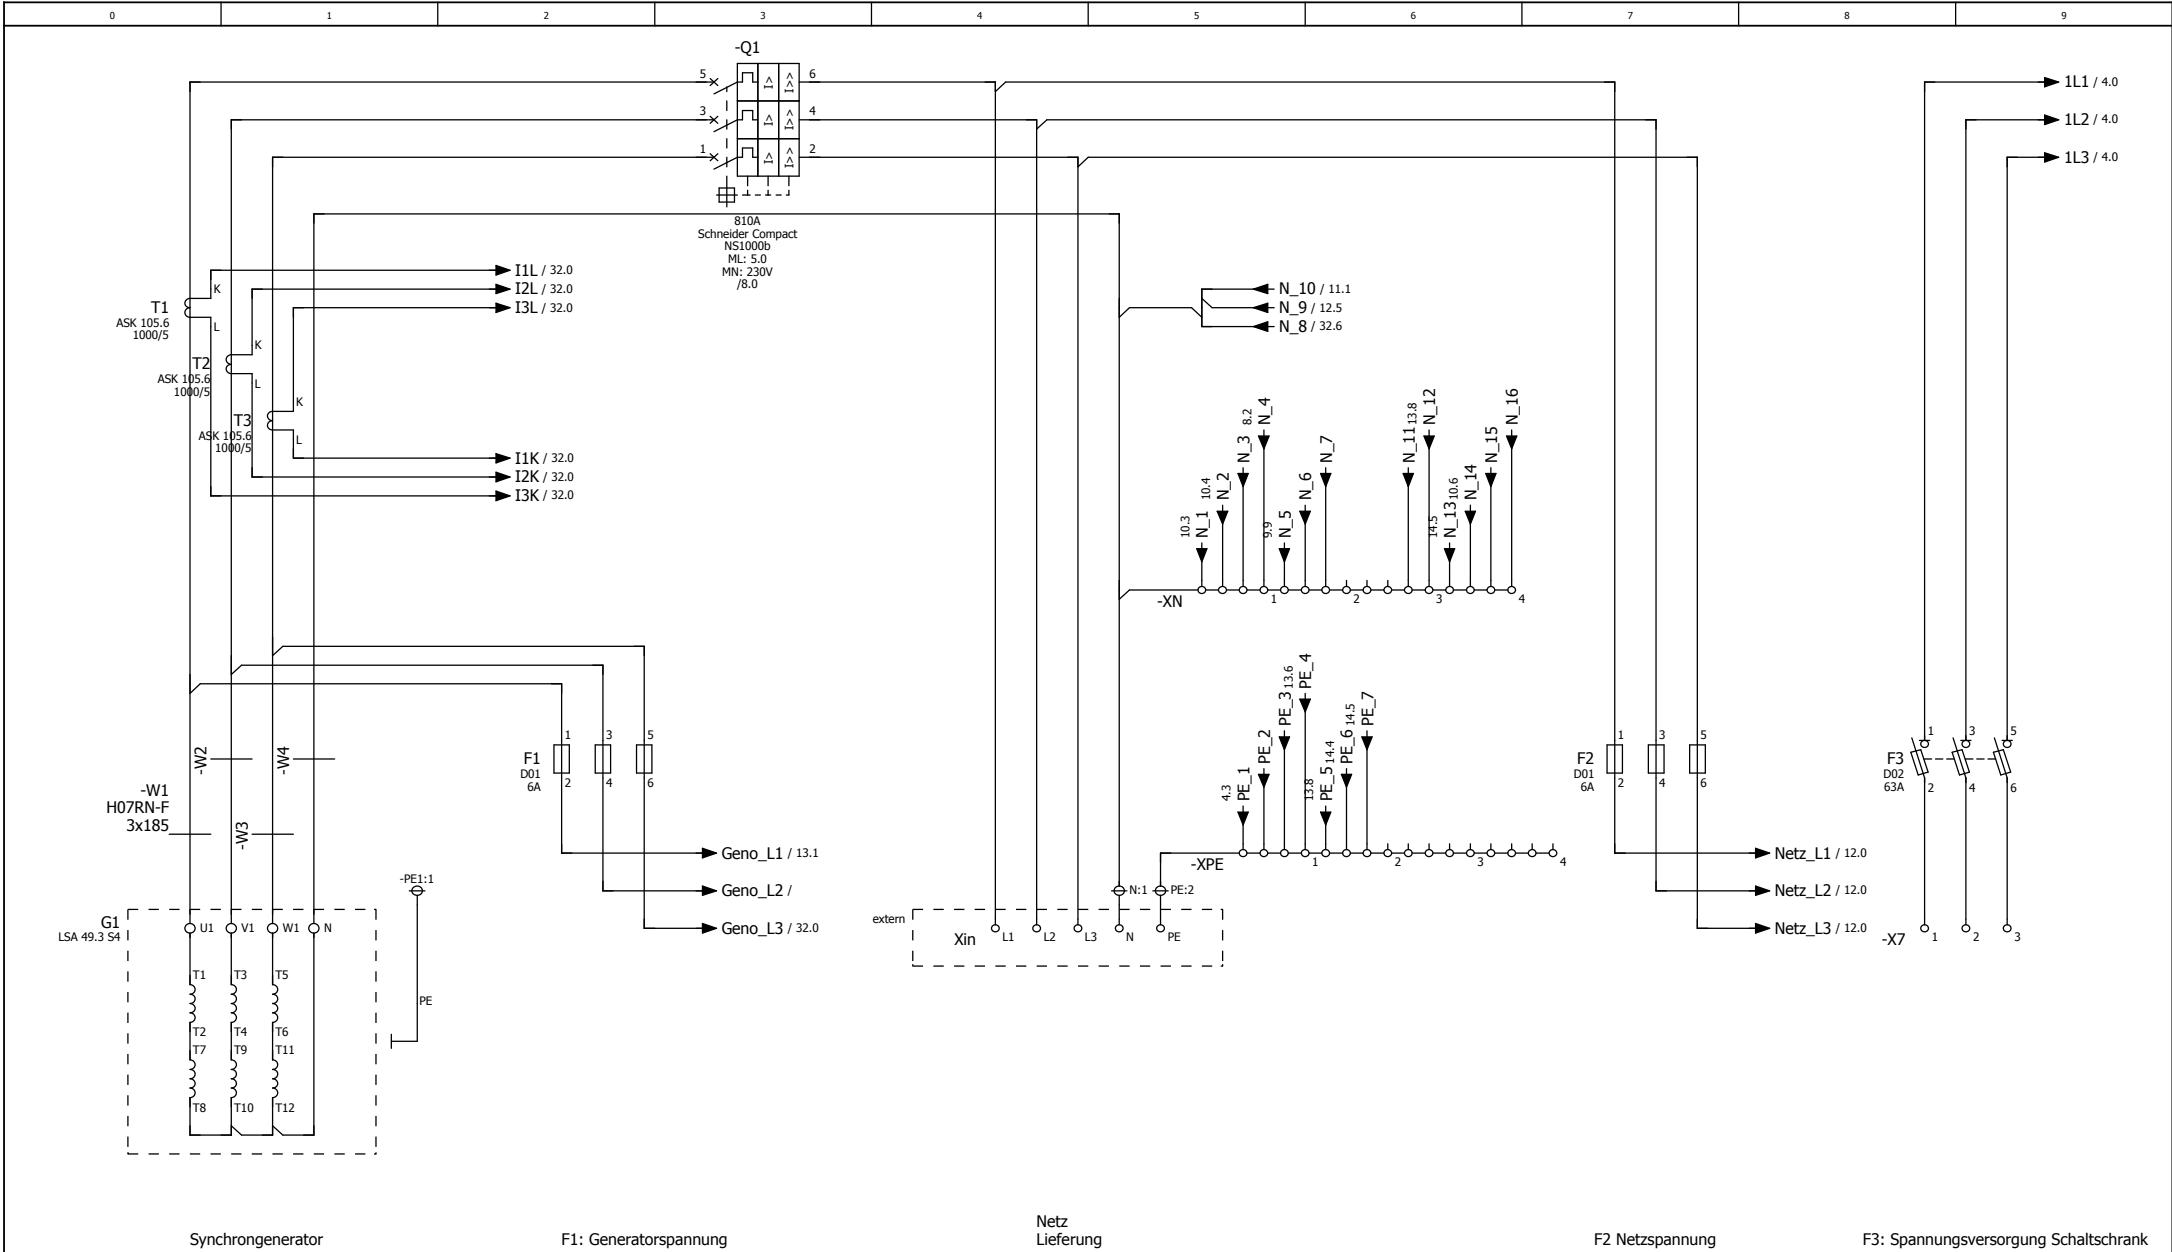 0 1 2 3 4 5 6 7 8 9
-Q1
5 6
3 4
1 2
810A
Schneider Compact
NS1000b
ML: 5.0
MN: 230V
/8.0
I> I>>
I> I>>
I> I>>
1L1 / 4.0
1L2 / 4.0
1L3 / 4.0
I1L / 32.0
I2L / 32.0
I3L / 32.0
T1
ASK 105.6
1000/5
K
L
T2
ASK 105.6
1000/5
K
L
T3
ASK 105.6
1000/5
K
L
I1K / 32.0
I2K / 32.0
I3K / 32.0
N_10 / 11.1
N_9 / 12.5
N_8 / 32.6
10.3 N_1
10.4 N_2
N_3
8.2 N_4
9.9 N_5
N_6
N_7
N_11
13.8 N_12
14.5 N_13
10.6 N_14
N_15
N_16
-XN
1 2 3 4
4.3 PE_1
PE_2
PE_3
13.6 PE_4
13.8 PE_5
14.4 PE_6
14.5 PE_7
-XPE
1 2 3 4
-W2
-W4
-W1
H07RN-F
3x185
-W3
F1
D01
6A
1 3 5
2 4 6
F2
D01
6A
1 3 5
2 4 6
F3
D02
63A
1 3 5
2 4 6
Geno_L1 / 13.1
Geno_L2 /
Geno_L3 / 32.0
Netz_L1 / 12.0
Netz_L2 / 12.0
Netz_L3 / 12.0
-PE1:1
PE
N:1 PE:2
G1
LSA 49.3 S4
U1 V1 W1 N
T1 T3 T5
T2 T4 T6
T7 T9 T11
T8 T10 T12
extern
Xin L1 L2 L3 N PE
-X7 1 2 3
Synchrongenerator
F1: Generatorspannung
Netz
Lieferung
F2 Netzspannung
F3: Spannungsversorgung Schaltschrank